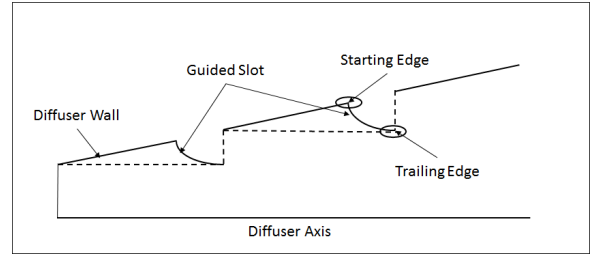 Starting Edge
Guided Slot
Diffuser Wall
Trailing Edge
Diffuser Axis